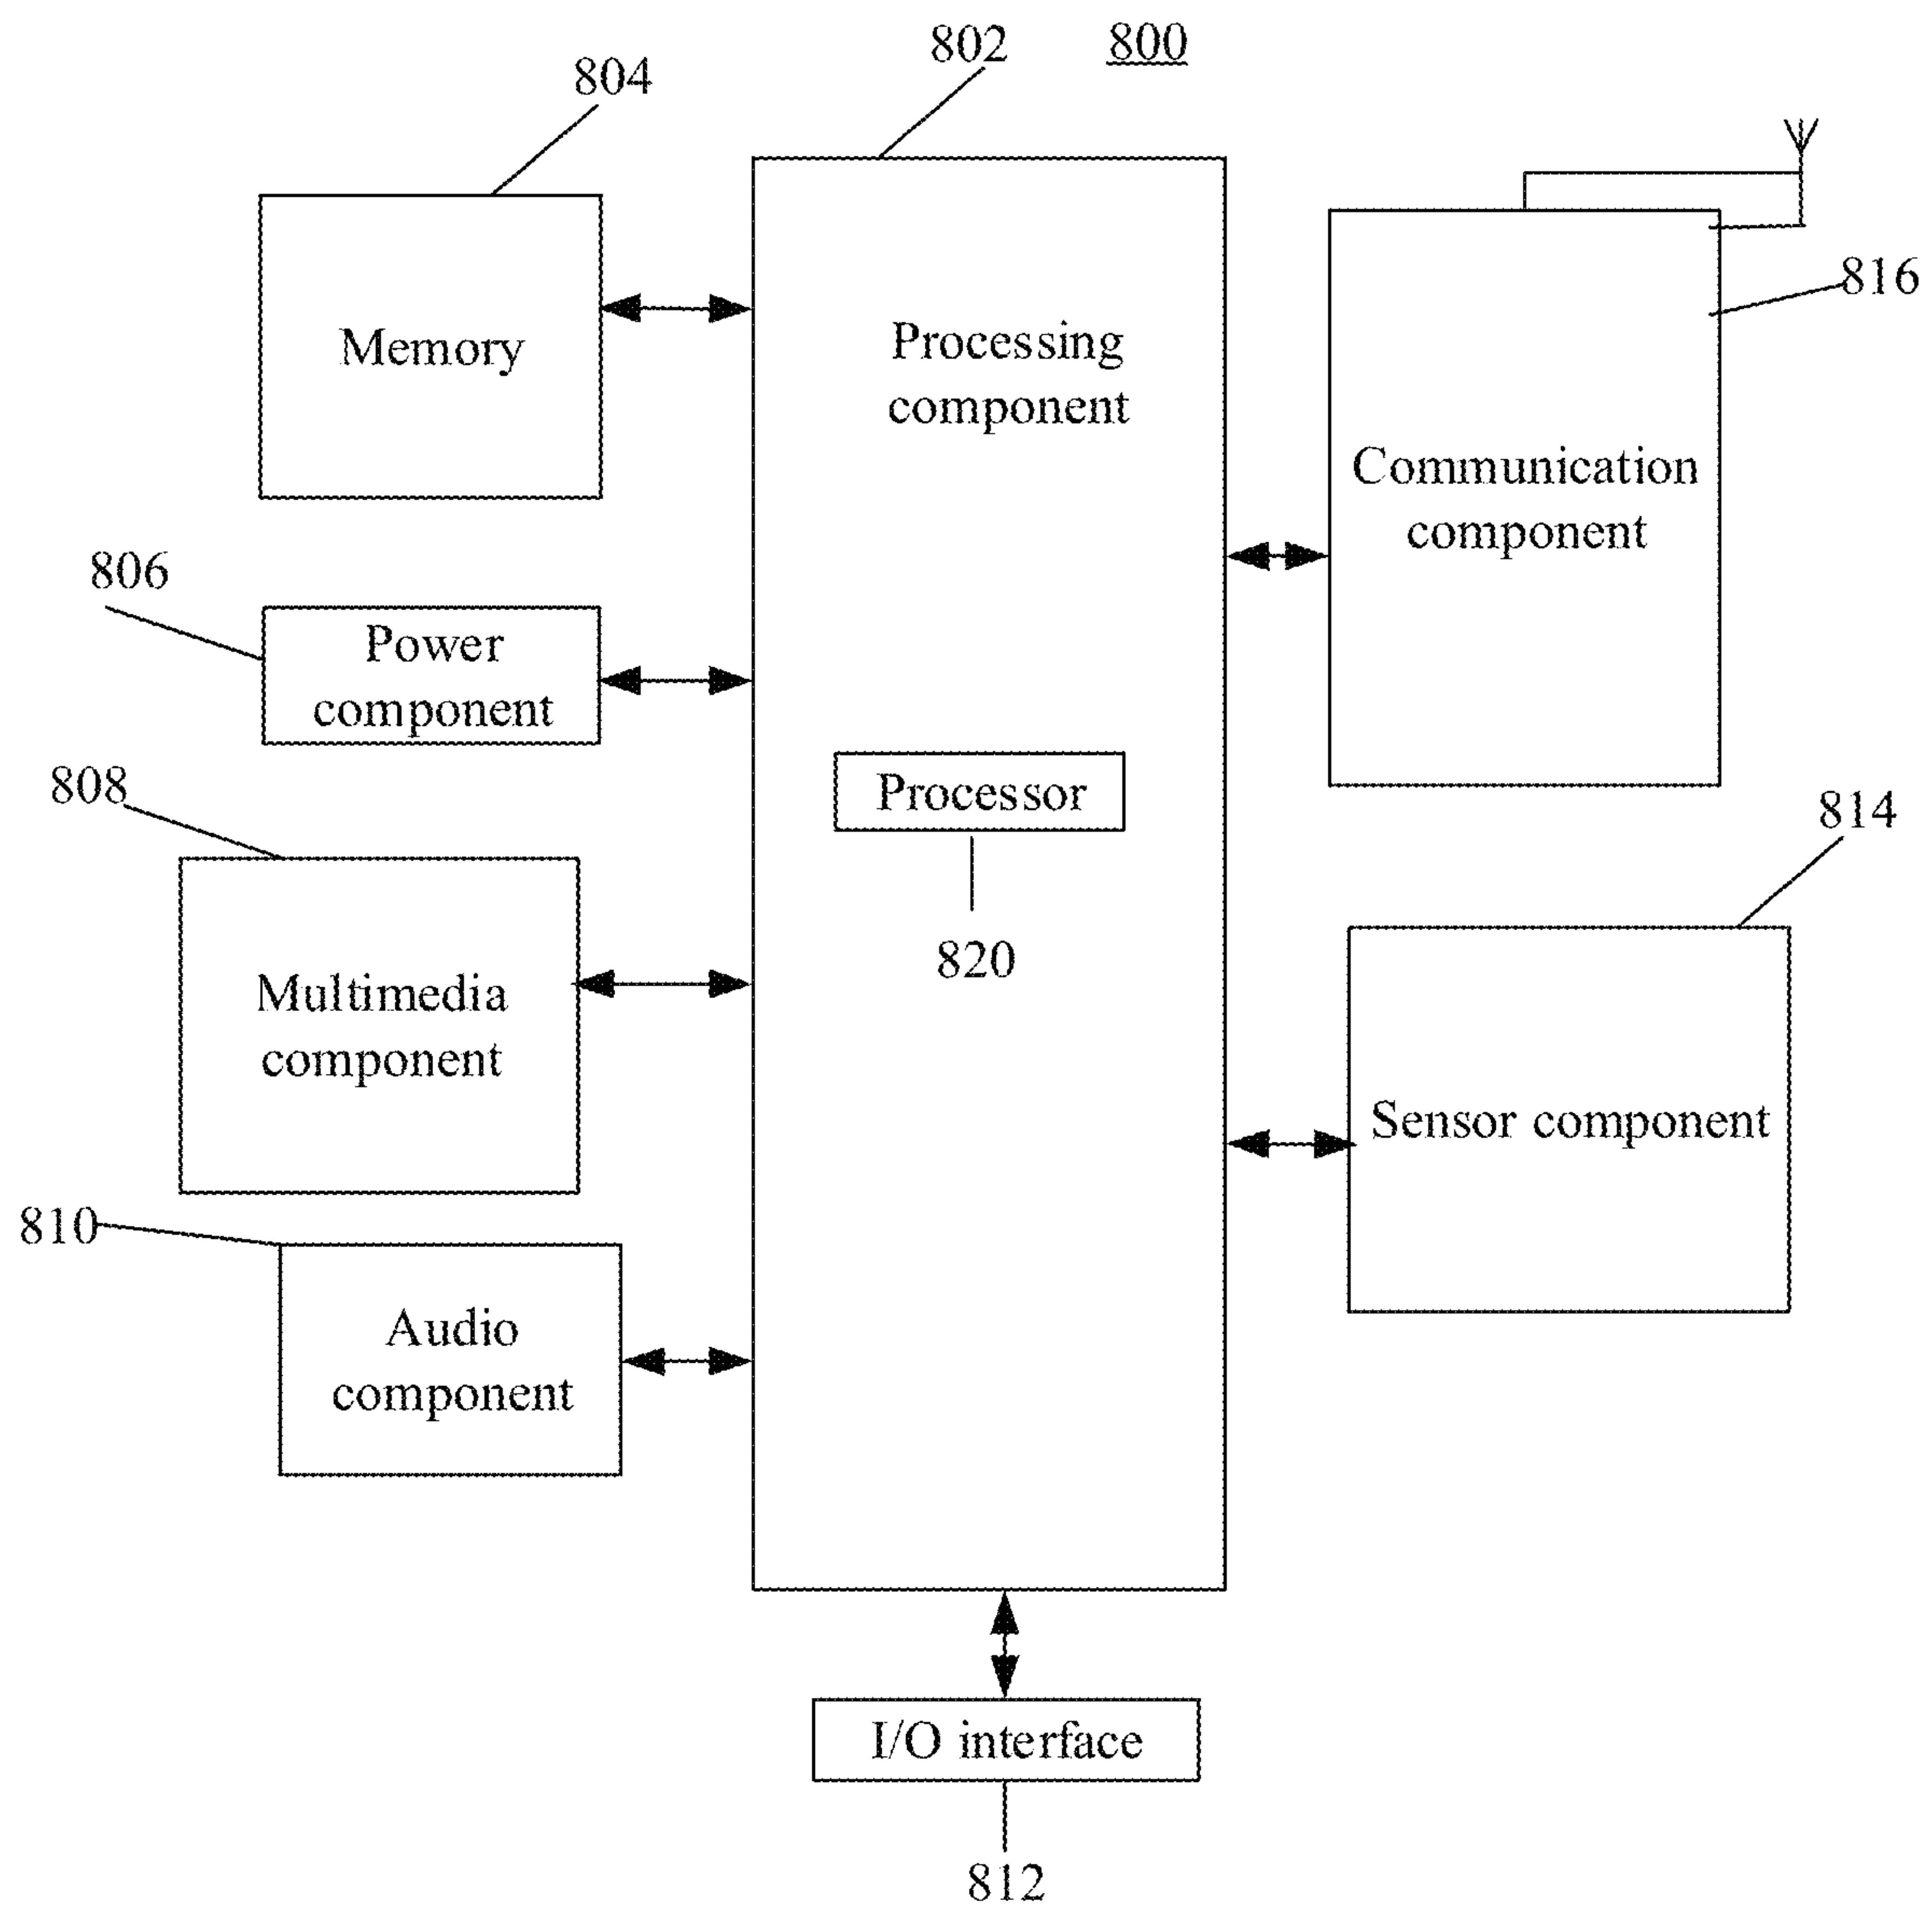 802
800
804
816
Memory
Processing
component
Communication
component
806
Power
component
808
Processor
814
820
Multimedia
component
Sensor component
810
Audio
component
I/O interface
812